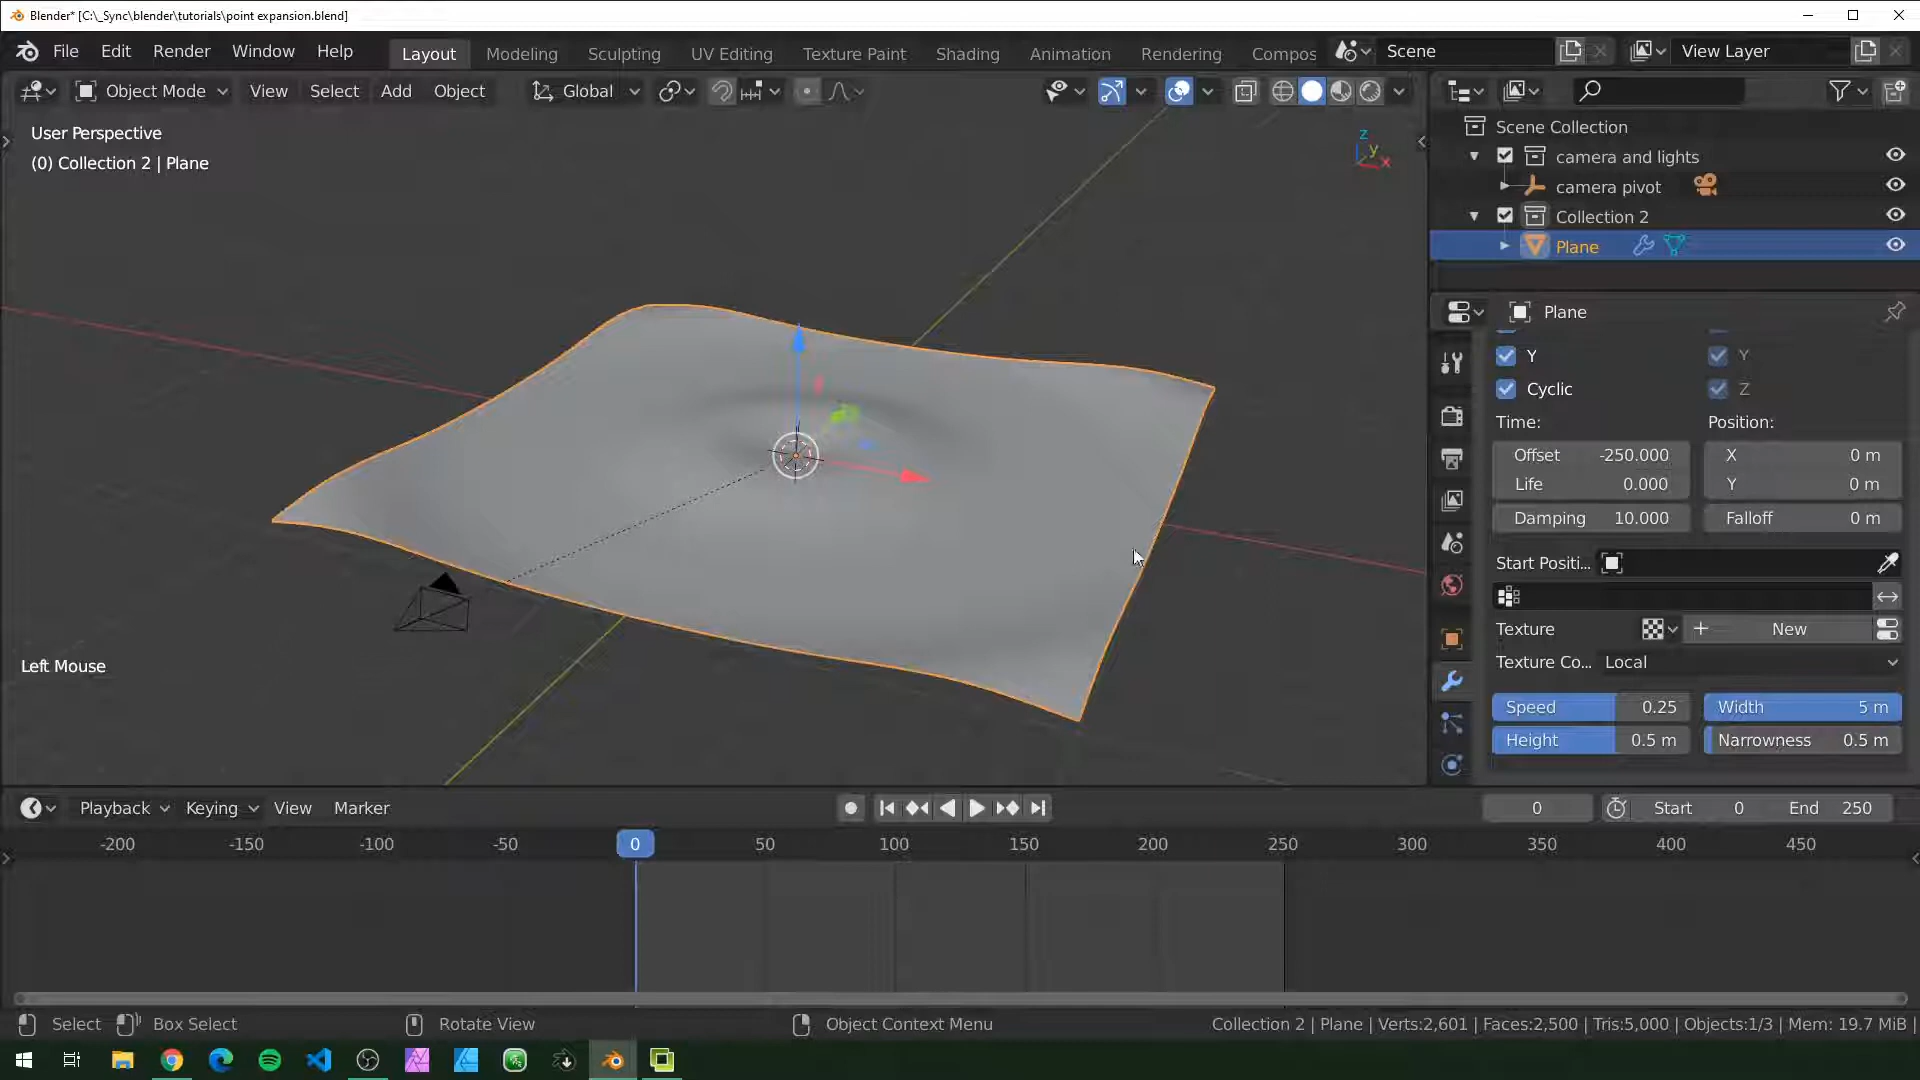 Blender* [C:\_Sync\blender\tutorials\point expansion.blend]
File Edit Render Window Help Layout Modeling Sculpting UV Editing Texture Paint Shading Animation Rendering Compos Scene View Layer
Object Mode View Select Add Object Global
User Perspective
(0) Collection 2 | Plane
z
y
x
Left Mouse
Scene Collection
camera and lights
camera pivot
Collection 2
Plane
Plane
Y Y
Cyclic Z
Time: Position:
Offset -250.000 X 0 m
Life 0.000 Y 0 m
Damping 10.000 Falloff 0 m
Start Positi...
Texture New
Texture Co... Local
Speed 0.25 Width 5 m
Height 0.5 m Narrowness 0.5 m
Playback Keying View Marker 0 Start 0 End 250
-200 -150 -100 -50 0 50 100 150 200 250 300 350 400 450
Select Box Select Rotate View Object Context Menu Collection 2 | Plane | Verts:2,601 | Faces:2,500 | Tris:5,000 | Objects:1/3 | Mem: 19.7 MiB |